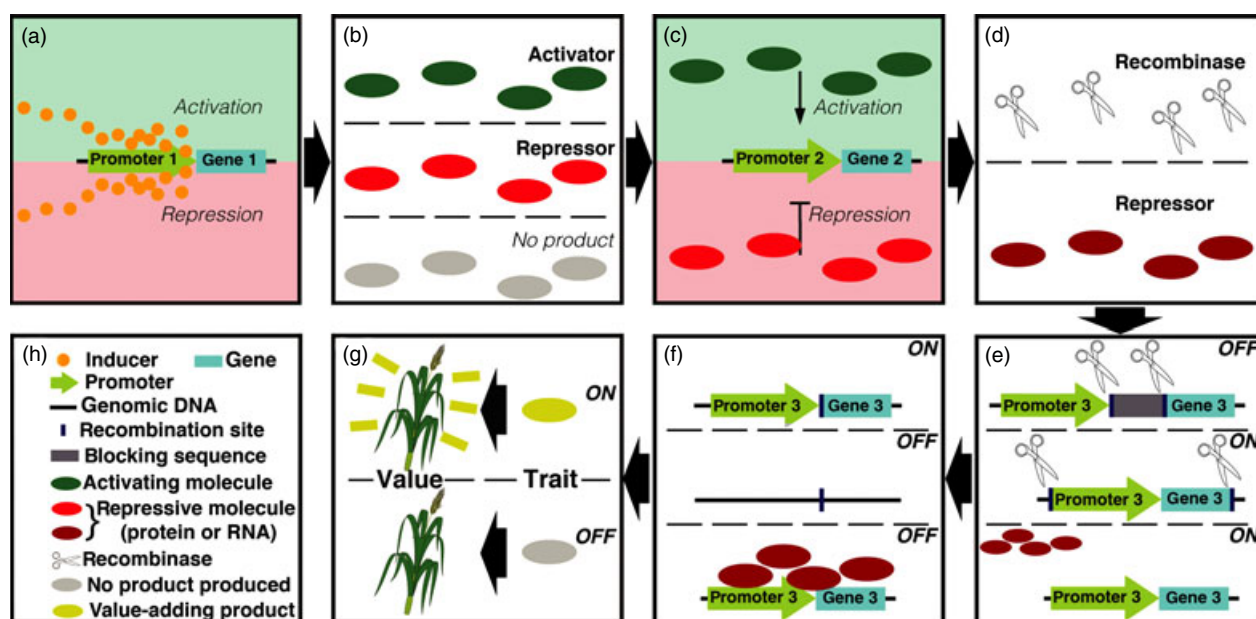 (a)
Activation
Promoter 1 Gene 1
Repression
(b)
Activator
Repressor
No product
(c)
Activation
Promoter 2 Gene 2
Repression
(d)
Recombinase
Repressor
(e)
OFF
Promoter 3 Gene 3
ON
Promoter 3 Gene 3
ON
Promoter 3 Gene 3
(f)
ON
Promoter 3 Gene 3
OFF
OFF
Promoter 3 Gene 3
(g)
ON
Value Trait
OFF
(h)
Inducer Gene
Promoter
Genomic DNA
Recombination site
Blocking sequence
Activating molecule
} Repressive molecule
(protein or RNA)
Recombinase
No product produced
Value-adding product